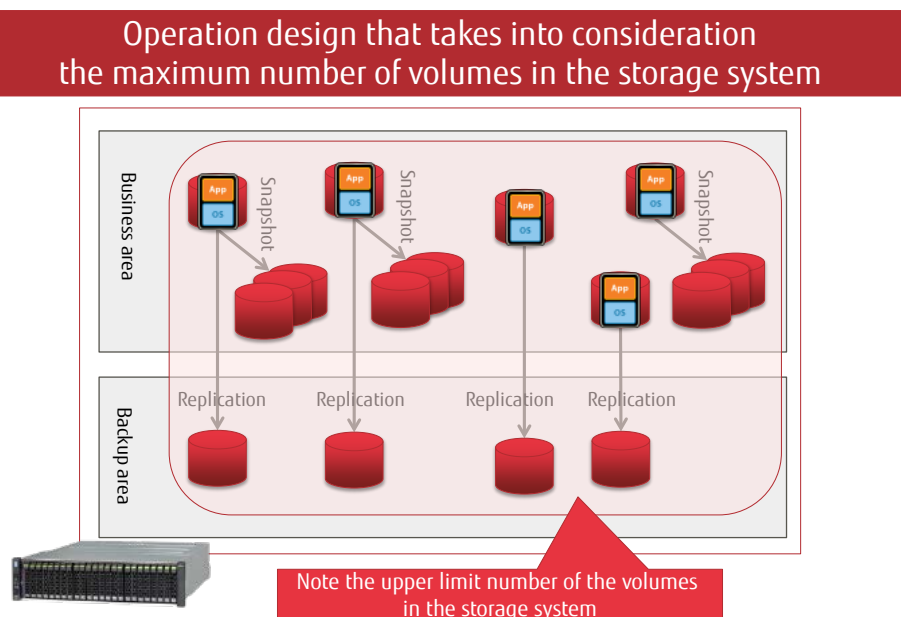 Operation design that takes into consideration
the maximum number of volumes in the storage system
Business area
App
OS
Snapshot
App
OS
Snapshot
App
OS
App
OS
Snapshot
App
OS
Backup area
Replication
Replication
Replication
Replication
Note the upper limit number of the volumes
in the storage system